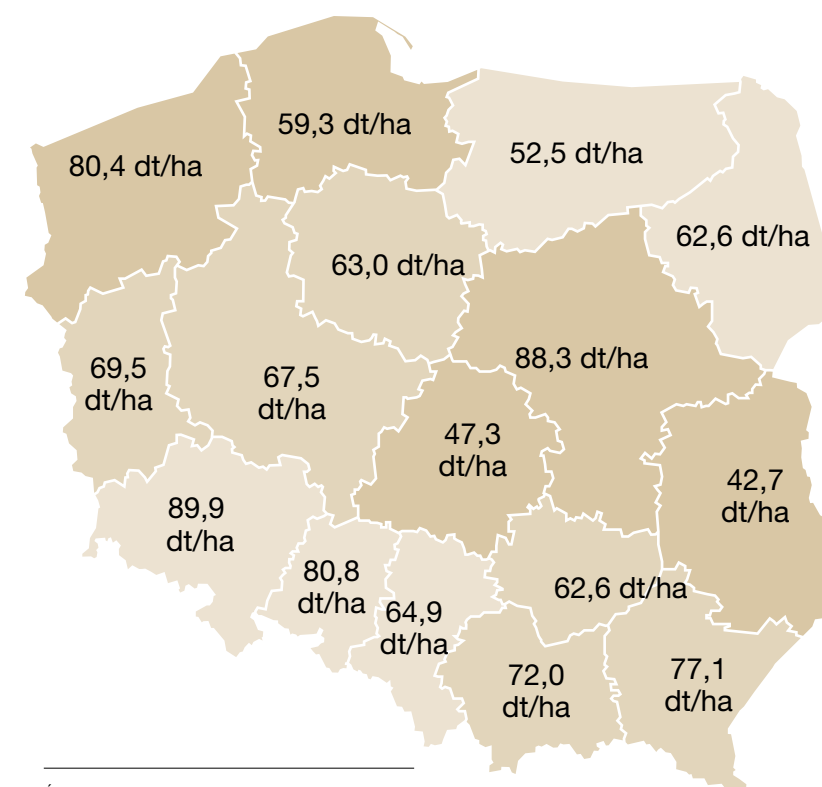 59,3 dt/ha
80,4 dt/ha
52,5 dt/ha
62,6 dt/ha
63,0 dt/ha
88,3 dt/ha
69,5
dt/ha
67,5
dt/ha
47,3
dt/ha
42,7
dt/ha
89,9
dt/ha
80,8
dt/ha
62,6 dt/ha
64,9
dt/ha
72,0
dt/ha
77,1
dt/ha